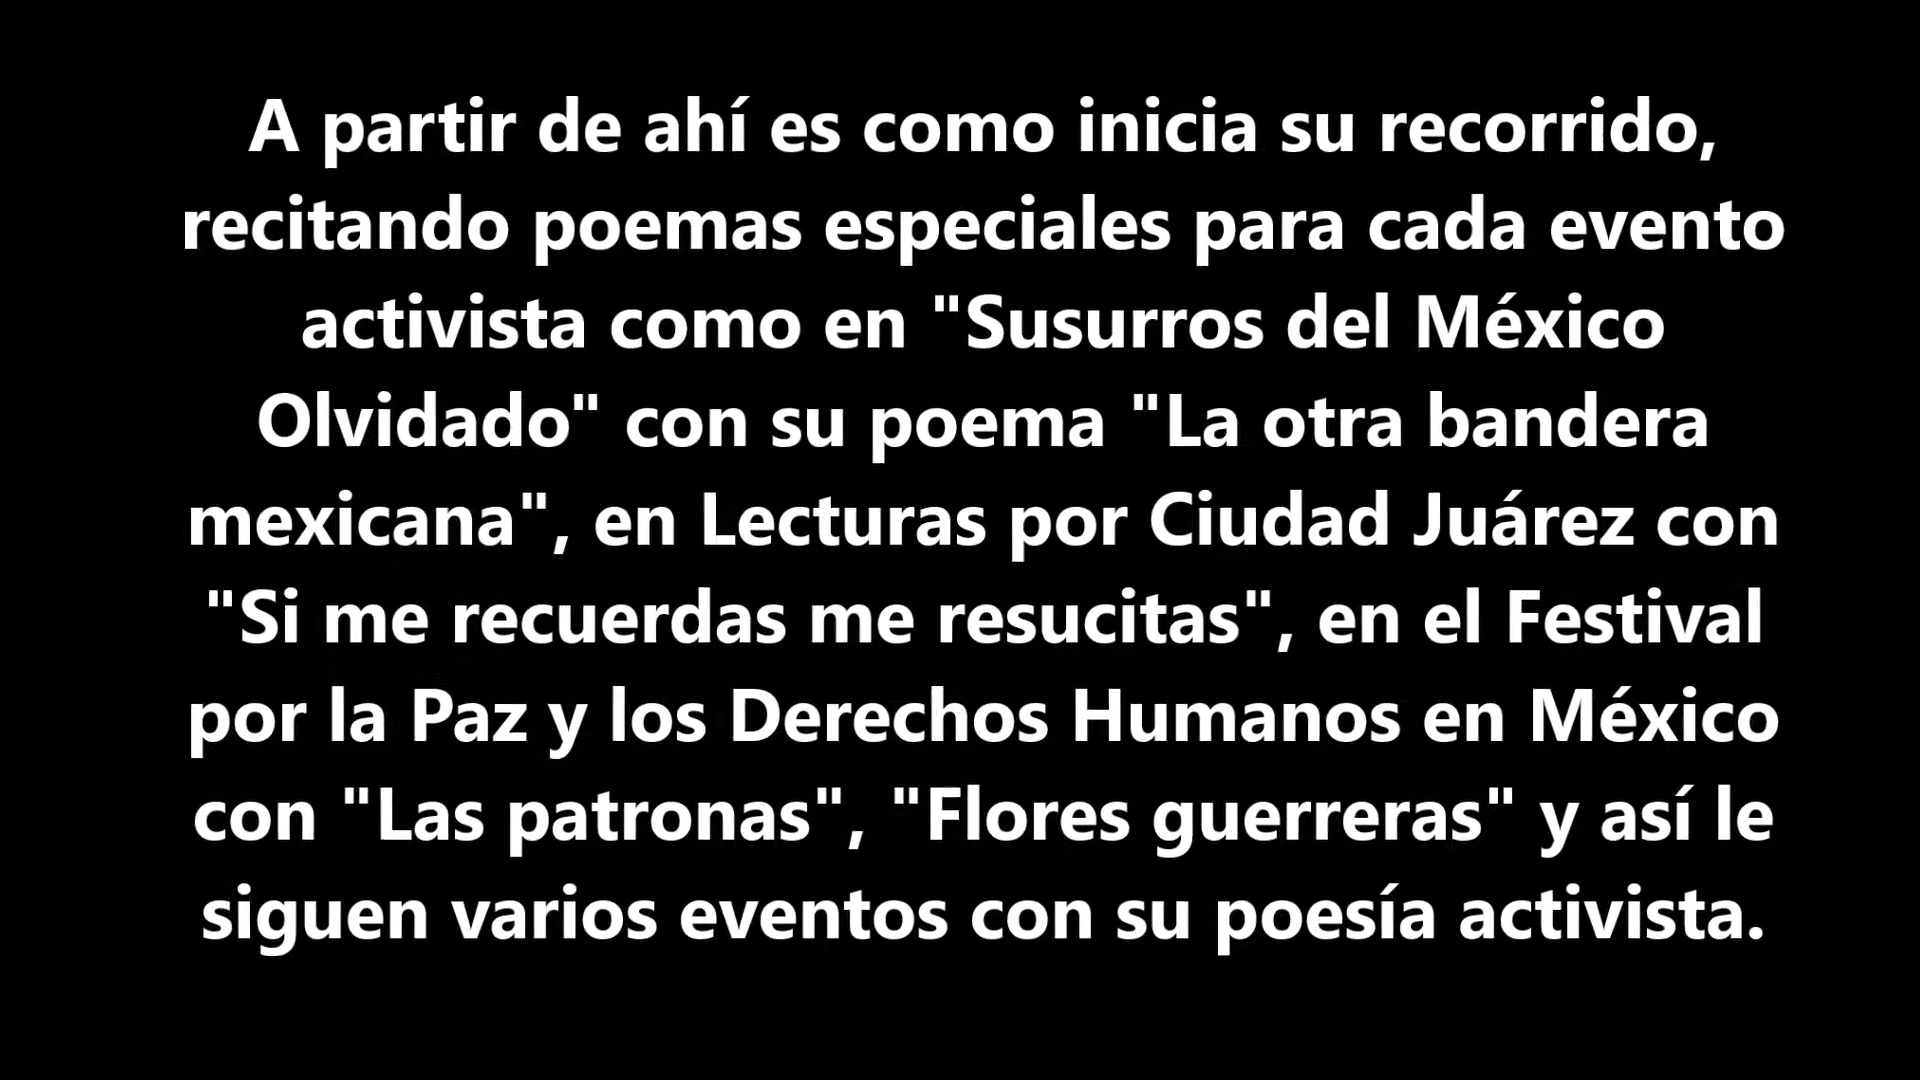 A partir de ahí es como inicia su recorrido,
recitando poemas especiales para cada evento
activista como en "Susurros del México
Olvidado" con su poema "La otra bandera
mexicana", en Lecturas por Ciudad Juárez con
"Si me recuerdas me resucitas", en el Festival
por la Paz y los Derechos Humanos en México
con "Las patronas", "Flores guerreras" y así le
siguen varios eventos con su poesía activista.